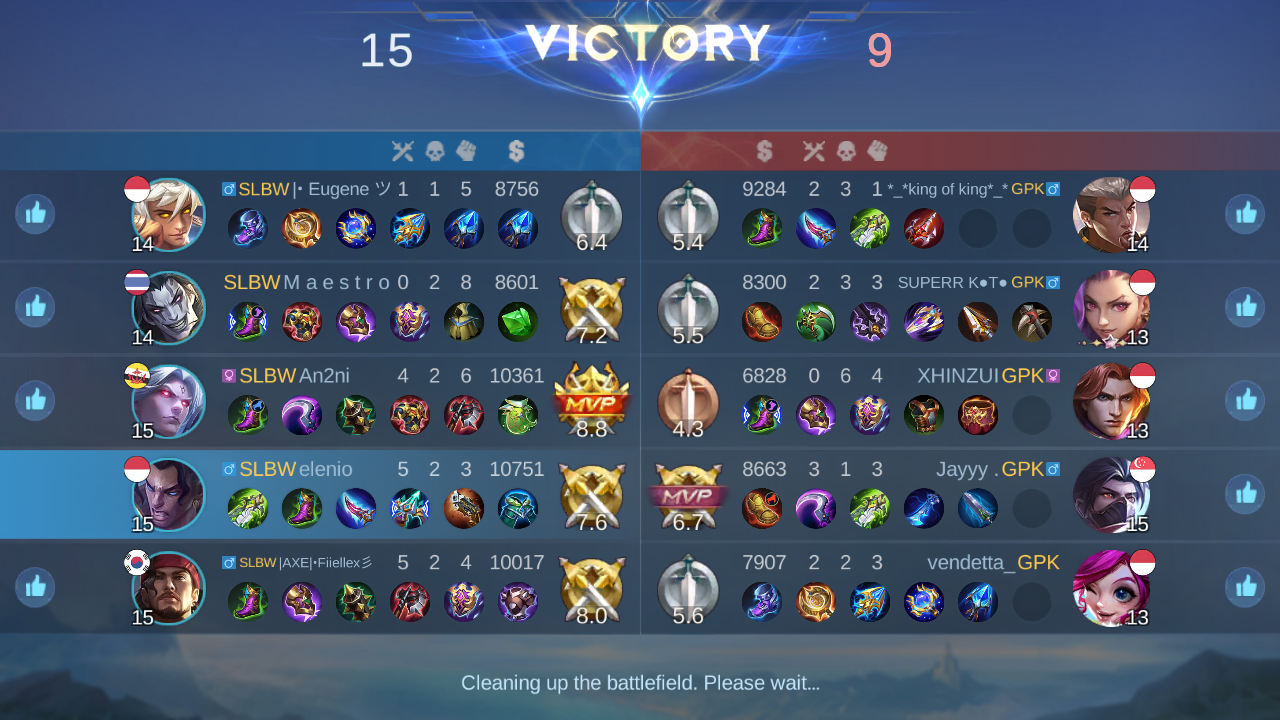 15 VICTORY 9
SLBW|• Eugene ツ 1 1 5 8756
14 6.4
5.4 9284 2 3 1 *_*king of king*_* GPK
14
SLBW M a e s t r o 0 2 8 8601
14 7.2
5.5 8300 2 3 3 SUPERR K●T● GPK
13
SLBW An2ni 4 2 6 10361
MVP
15 8.8
4.3 6828 0 6 4 XHINZUI GPK
13
SLBW elenio 5 2 3 10751
15 7.6
8663 3 1 3 Jayyy . GPK
MVP
6.7 15
SLBW |AXE|•Fiiellex彡 5 2 4 10017
15 8.0
5.6 7907 2 2 3 vendetta_GPK
13
Cleaning up the battlefield. Please wait...